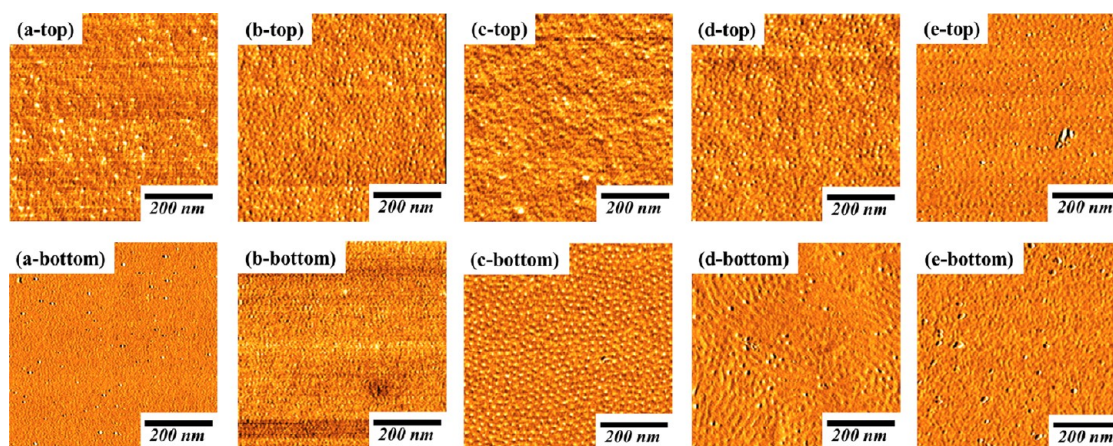 (a-top)
(b-top)
(c-top)
(d-top)
(e-top)
200 nm
200 nm
200 nm
200 nm
200 nm
(a-bottom)
(b-bottom)
(c-bottom)
(d-bottom)
(e-bottom)
200 nm
200 nm
200 nm
200 nm
200 nm